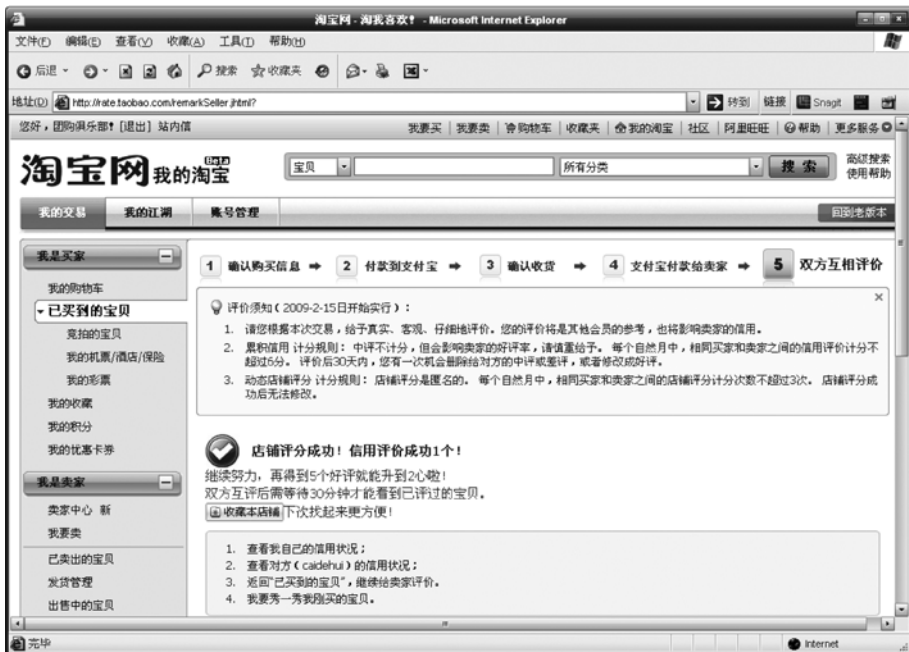 淘宝网 - 淘我喜欢！ - Microsoft Internet Explorer
文件(F) 编辑(E) 查看(V) 收藏(A) 工具(T) 帮助(H)
后退 搜索 收藏夹
地址(D) http://rate.taobao.com/remarkSeller.jhtml? 转到 链接 SnagIt
您好，团购俱乐部！[退出] 站内信 我要买 我要卖 购物车 收藏夹 我的淘宝 社区 阿里旺旺 帮助 更多服务
淘宝网 我的淘宝 Beta 宝贝 所有分类 搜索 高级搜索
使用帮助
我的交易 我的江湖 账号管理 回到老版本
我是买家
我的购物车
已买到的宝贝
竞拍的宝贝
我的机票/酒店/保险
我的彩票
我的收藏
我的积分
我的优惠卡券
我是卖家
卖家中心 新
我要卖
已卖出的宝贝
发货管理
出售中的宝贝
1 确认购买信息 ➡ 2 付款到支付宝 ➡ 3 确认收货 ➡ 4 支付宝付款给卖家 ➡ 5 双方互相评价
评价须知（2009-2-15日开始实行）：
1. 请您根据本次交易，给予真实、客观、仔细地评价。您的评价将是其他会员的参考，也将影响卖家的信用。
2. 累积信用 计分规则： 中评不计分，但会影响卖家的好评率，请慎重给予。 每个自然月中，相同买家和卖家之间的信用评价计分不
超过6分。 评价后30天内，您有一次机会删除给对方的中评或差评，或者修改成好评。
3. 动态店铺评分 计分规则： 店铺评分是匿名的。 每个自然月中，相同买家和卖家之间的店铺评分计分次数不超过3次。 店铺评分成
功后无法修改。
店铺评分成功！信用评价成功1个！
继续努力，再得到5个好评就能升到2心啦！
双方互评后需等待30分钟才能看到已评过的宝贝。
收藏本店铺 下次找起来更方便！
1. 查看我自己的信用状况；
2. 查看对方（caidehui）的信用状况；
3. 返回“已买到的宝贝”，继续给卖家评价。
4. 我要秀一秀我刚买的宝贝。
完毕 Internet